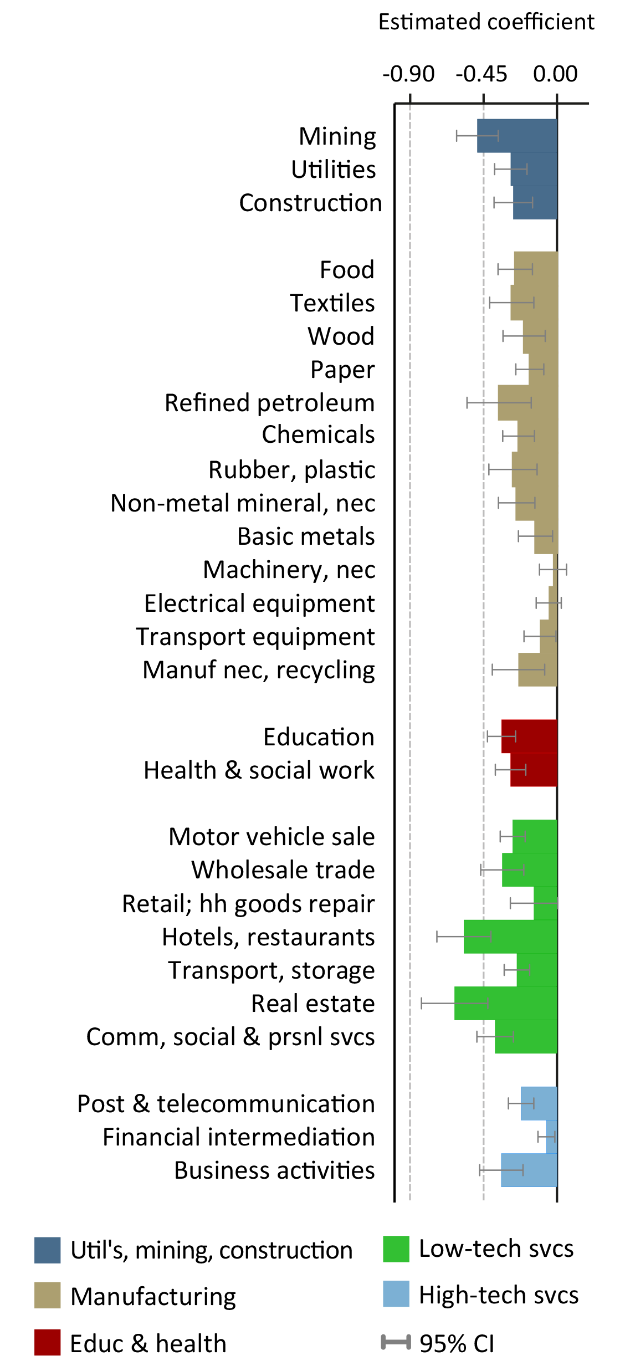 Estimated coefficient
-0.90 -0.45 0.00
Mining
Utilities
Construction
Food
Textiles
Wood
Paper
Refined petroleum
Chemicals
Rubber, plastic
Non-metal mineral, nec
Basic metals
Machinery, nec
Electrical equipment
Transport equipment
Manuf nec, recycling
Education
Health & social work
Motor vehicle sale
Wholesale trade
Retail; hh goods repair
Hotels, restaurants
Transport, storage
Real estate
Comm, social & prsnl svcs
Post & telecommunication
Financial intermediation
Business activities
Util's, mining, construction
Low-tech svcs
Manufacturing
High-tech svcs
Educ & health
95% CI